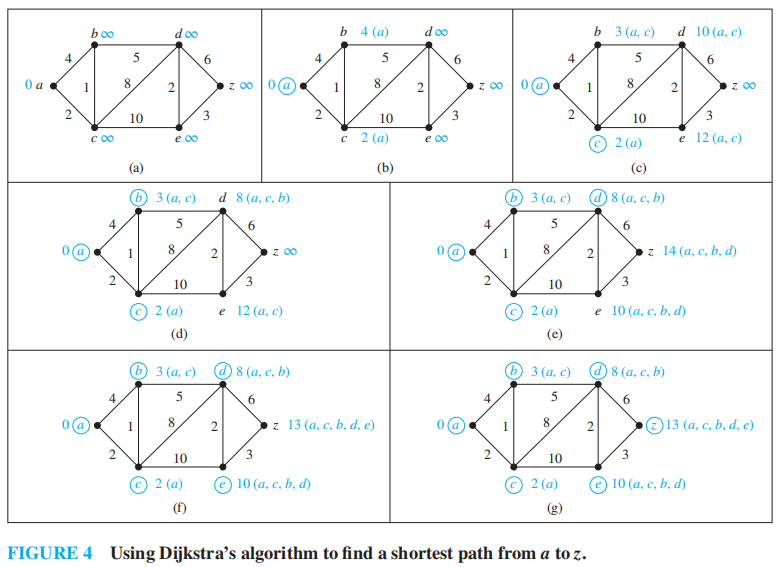 b ∞ d ∞
4 5 6
0 a 1 8 2 z ∞
2 10 3
c ∞ e ∞
(a)
b 4 (a) d ∞
4 5 6
0 a 1 8 2 z ∞
2 10 3
c 2 (a) e ∞
(b)
b 3 (a, c) d 10 (a, c)
4 5 6
0 a 1 8 2 z ∞
2 10 3
c 2 (a) e 12 (a, c)
(c)
b 3 (a, c) d 8 (a, c, b)
4 5 6
0 a 1 8 2 z ∞
2 10 3
c 2 (a) e 12 (a, c)
(d)
b 3 (a, c) d 8 (a, c, b)
4 5 6
0 a 1 8 2 z 14 (a, c, b, d)
2 10 3
c 2 (a) e 10 (a, c, b, d)
(e)
b 3 (a, c) d 8 (a, c, b)
4 5 6
0 a 1 8 2 z 13 (a, c, b, d, e)
2 10 3
c 2 (a) e 10 (a, c, b, d)
(f)
b 3 (a, c) d 8 (a, c, b)
4 5 6
0 a 1 8 2 z 13 (a, c, b, d, e)
2 10 3
c 2 (a) e 10 (a, c, b, d)
(g)
FIGURE 4 Using Dijkstra’s algorithm to find a shortest path from a to z.